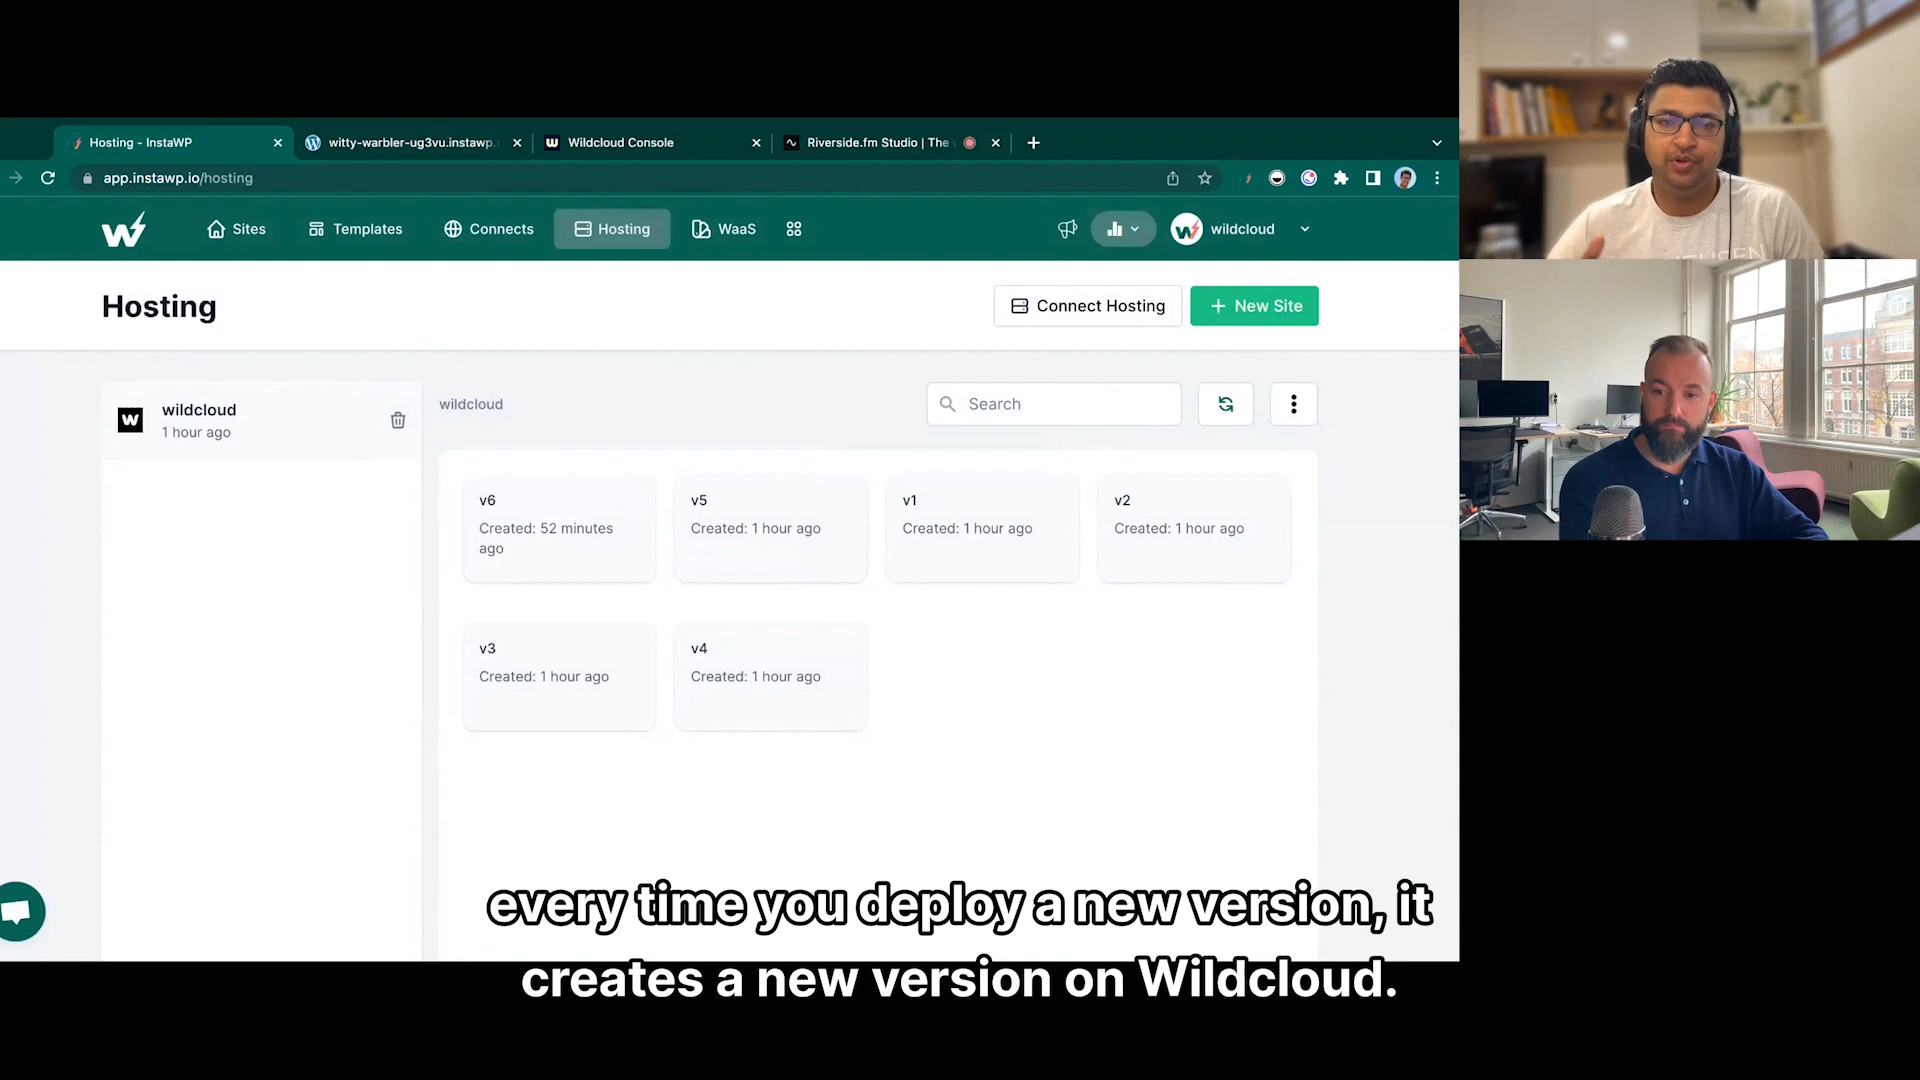 Hosting - InstaWP
witty-warbler-ug3vu.instawp.
Wildcloud Console
Riverside.fm Studio | The
app.instawp.io/hosting
Sites
Templates
Connects
Hosting
WaaS
wildcloud
Hosting
Connect Hosting
+ New Site
wildcloud
1 hour ago
wildcloud
Search
v6
Created: 52 minutes
ago
v5
Created: 1 hour ago
v1
Created: 1 hour ago
v2
Created: 1 hour ago
v3
Created: 1 hour ago
v4
Created: 1 hour ago
every time you deploy a new version, it
creates a new version on Wildcloud.